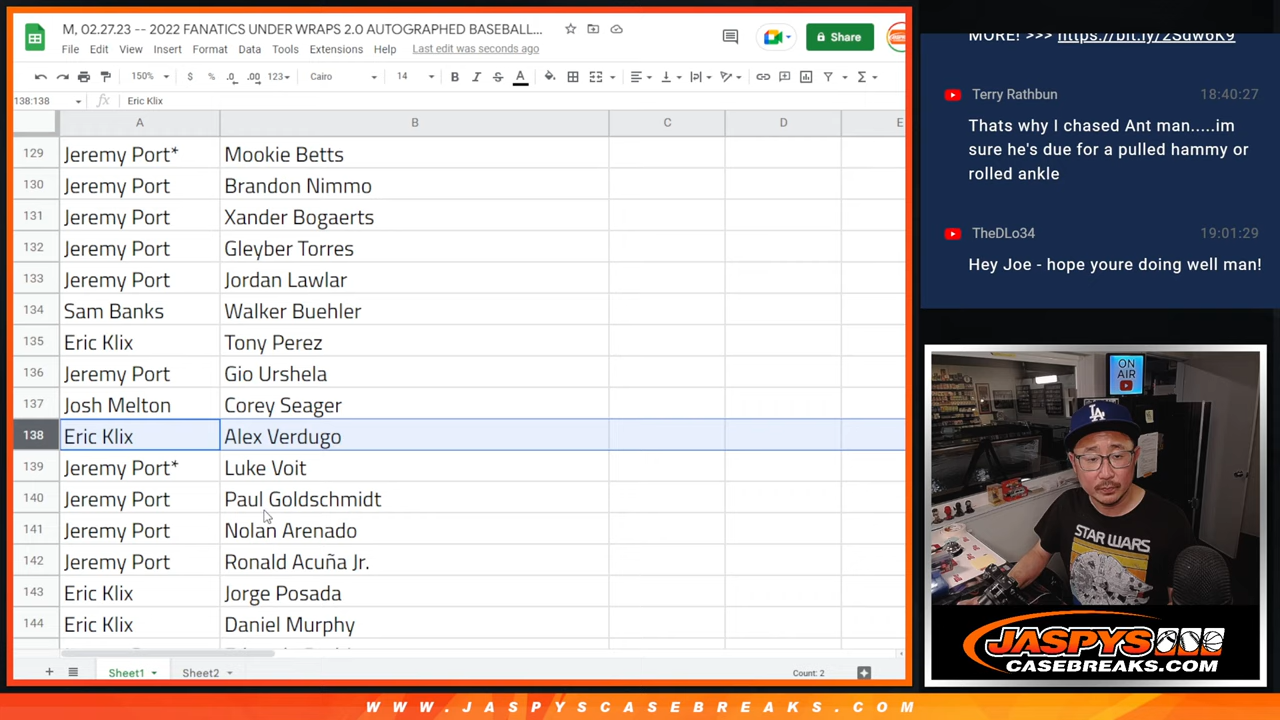 M, 02.27.23 -- 2022 FANATICS UNDER WRAPS 2.0 AUTOGRAPHED BASEBALL...
File Edit View Insert Format Data Tools Extensions Help Last edit was seconds ago
Share
150% $ % .0 .00 123 Cairo 14 B I S A
138:138 fx Eric Klix
A B C D E
129 Jeremy Port* Mookie Betts
130 Jeremy Port Brandon Nimmo
131 Jeremy Port Xander Bogaerts
132 Jeremy Port Gleyber Torres
133 Jeremy Port Jordan Lawlar
134 Sam Banks Walker Buehler
135 Eric Klix Tony Perez
136 Jeremy Port Gio Urshela
137 Josh Melton Corey Seager
138 Eric Klix Alex Verdugo
139 Jeremy Port* Luke Voit
140 Jeremy Port Paul Goldschmidt
141 Jeremy Port Nolan Arenado
142 Jeremy Port Ronald Acuña Jr.
143 Eric Klix Jorge Posada
144 Eric Klix Daniel Murphy
Sheet1 Sheet2 Count: 2
MORE! >>> https://bit.ly/2Sdw6K9
Terry Rathbun 18:40:27
Thats why I chased Ant man.....im
sure he's due for a pulled hammy or
rolled ankle
TheDLo34 19:01:29
Hey Joe - hope youre doing well man!
ON
AIR
LA
STAR WARS
JASPYS
CASEBREAKS.COM
WWW.JASPYSCASEBREAKS.COM